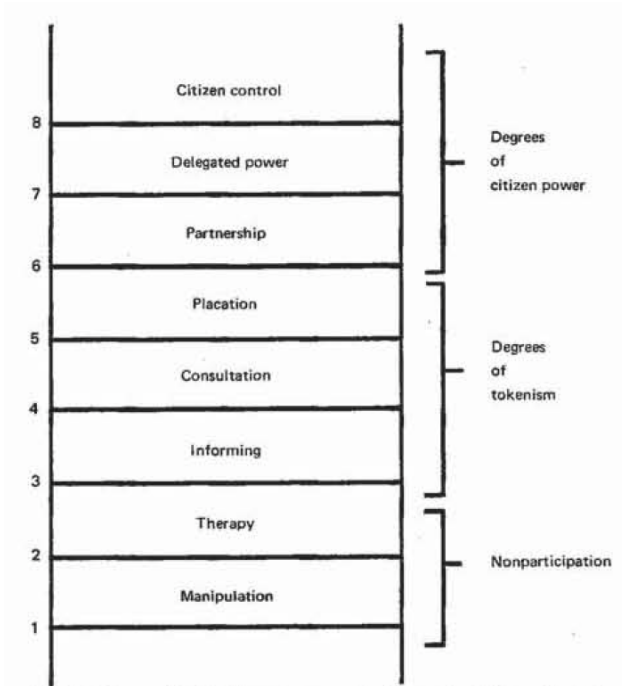 Citizen control
8
Delegated power
7
Partnership
6
Placation
5
Consultation
4
Informing
3
Therapy
2
Manipulation
1
Degrees
of
citizen power
Degrees
of
tokenism
Nonparticipation